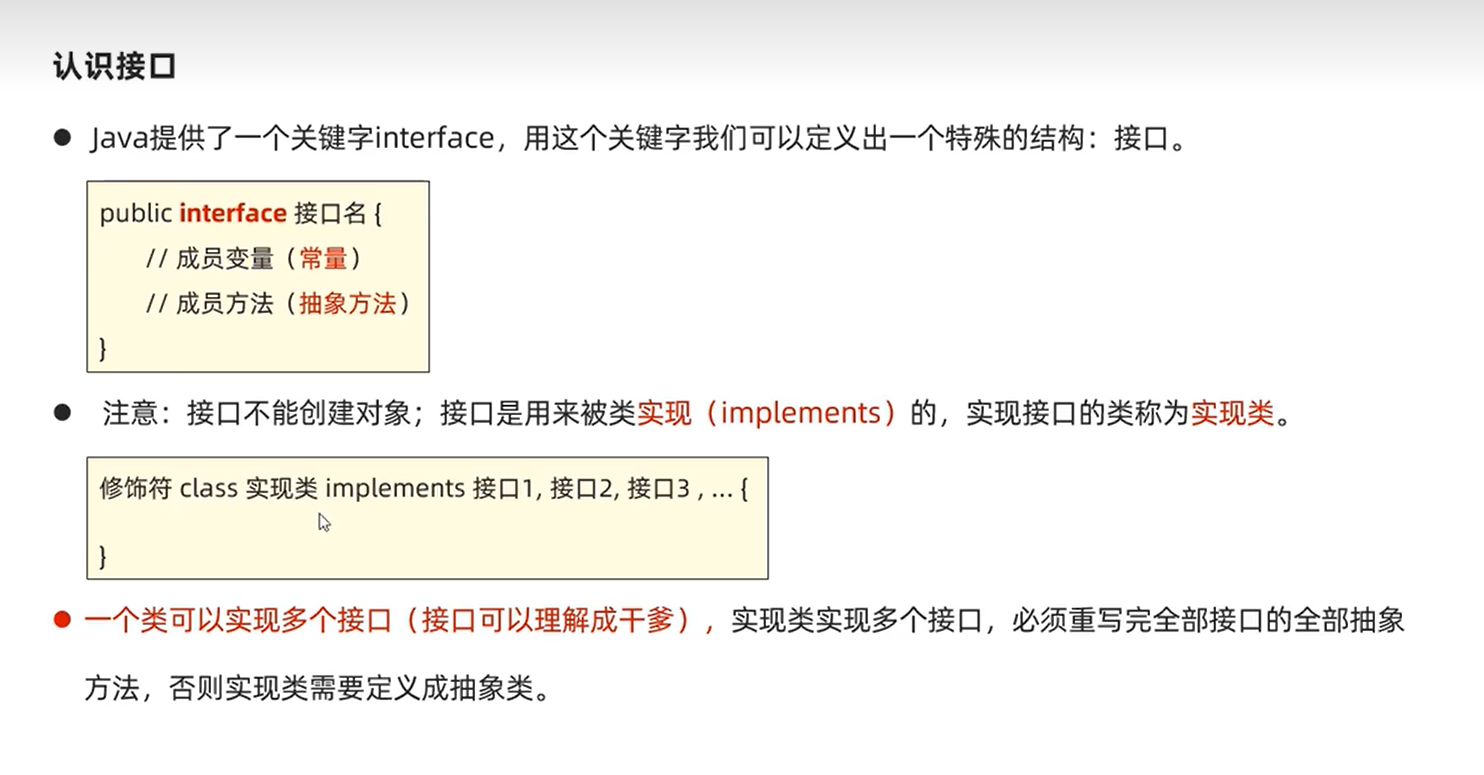 认识接口
● Java提供了一个关键字interface，用这个关键字我们可以定义出一个特殊的结构：接口。
public interface 接口名 {
// 成员变量（常量）
// 成员方法（抽象方法）
}
● 注意：接口不能创建对象；接口是用来被类实现（implements）的，实现接口的类称为实现类。
修饰符 class 实现类 implements 接口1, 接口2, 接口3 , ... {
}
● 一个类可以实现多个接口（接口可以理解成干爹），实现类实现多个接口，必须重写完全部接口的全部抽象
方法，否则实现类需要定义成抽象类。